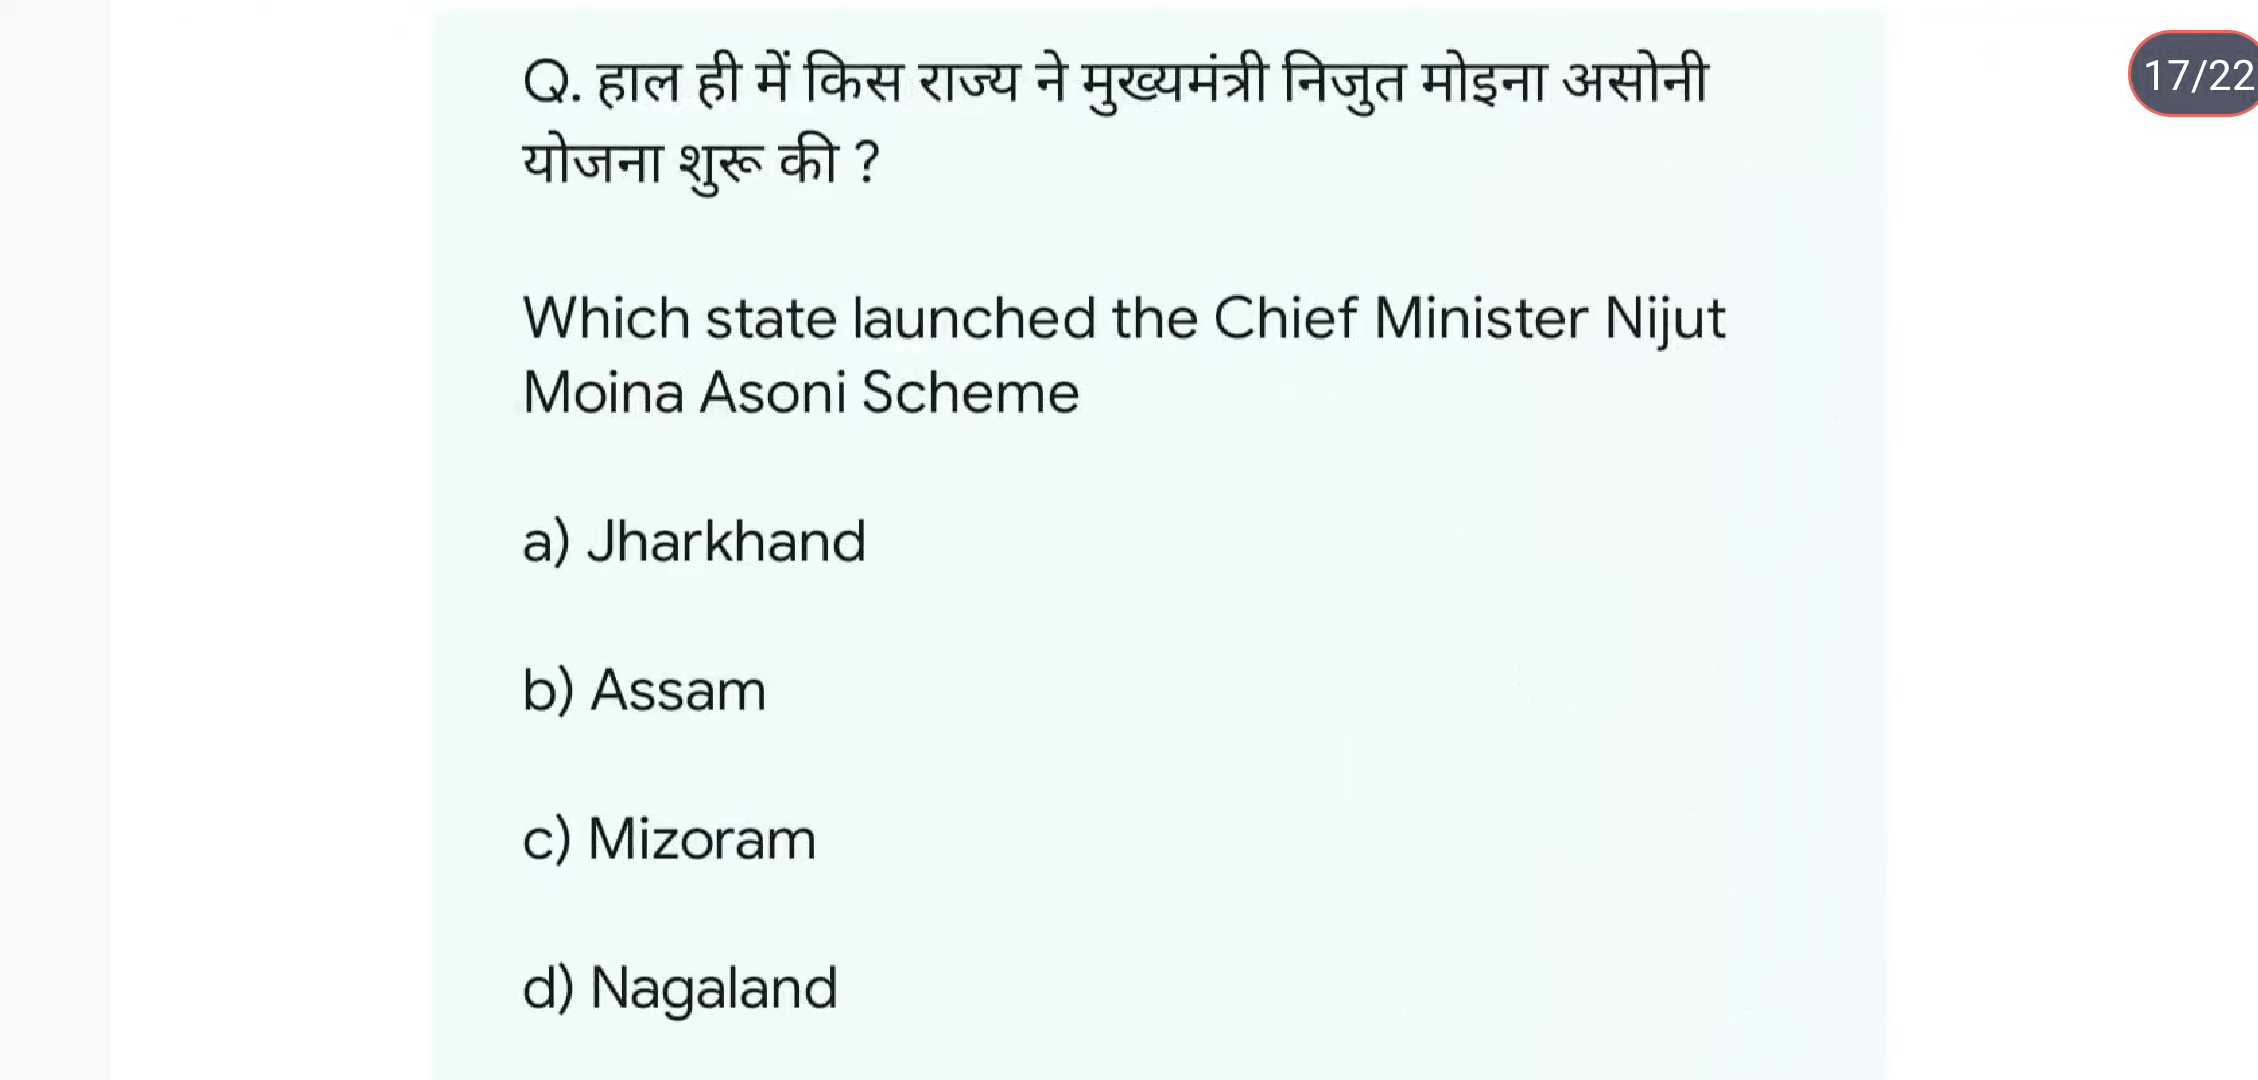 Q. हाल ही में किस राज्य ने मुख्यमंत्री निजुत मोइना असोनी
योजना शुरू की ?
17/22
Which state launched the Chief Minister Nijut
Moina Asoni Scheme
a) Jharkhand
b) Assam
c) Mizoram
d) Nagaland